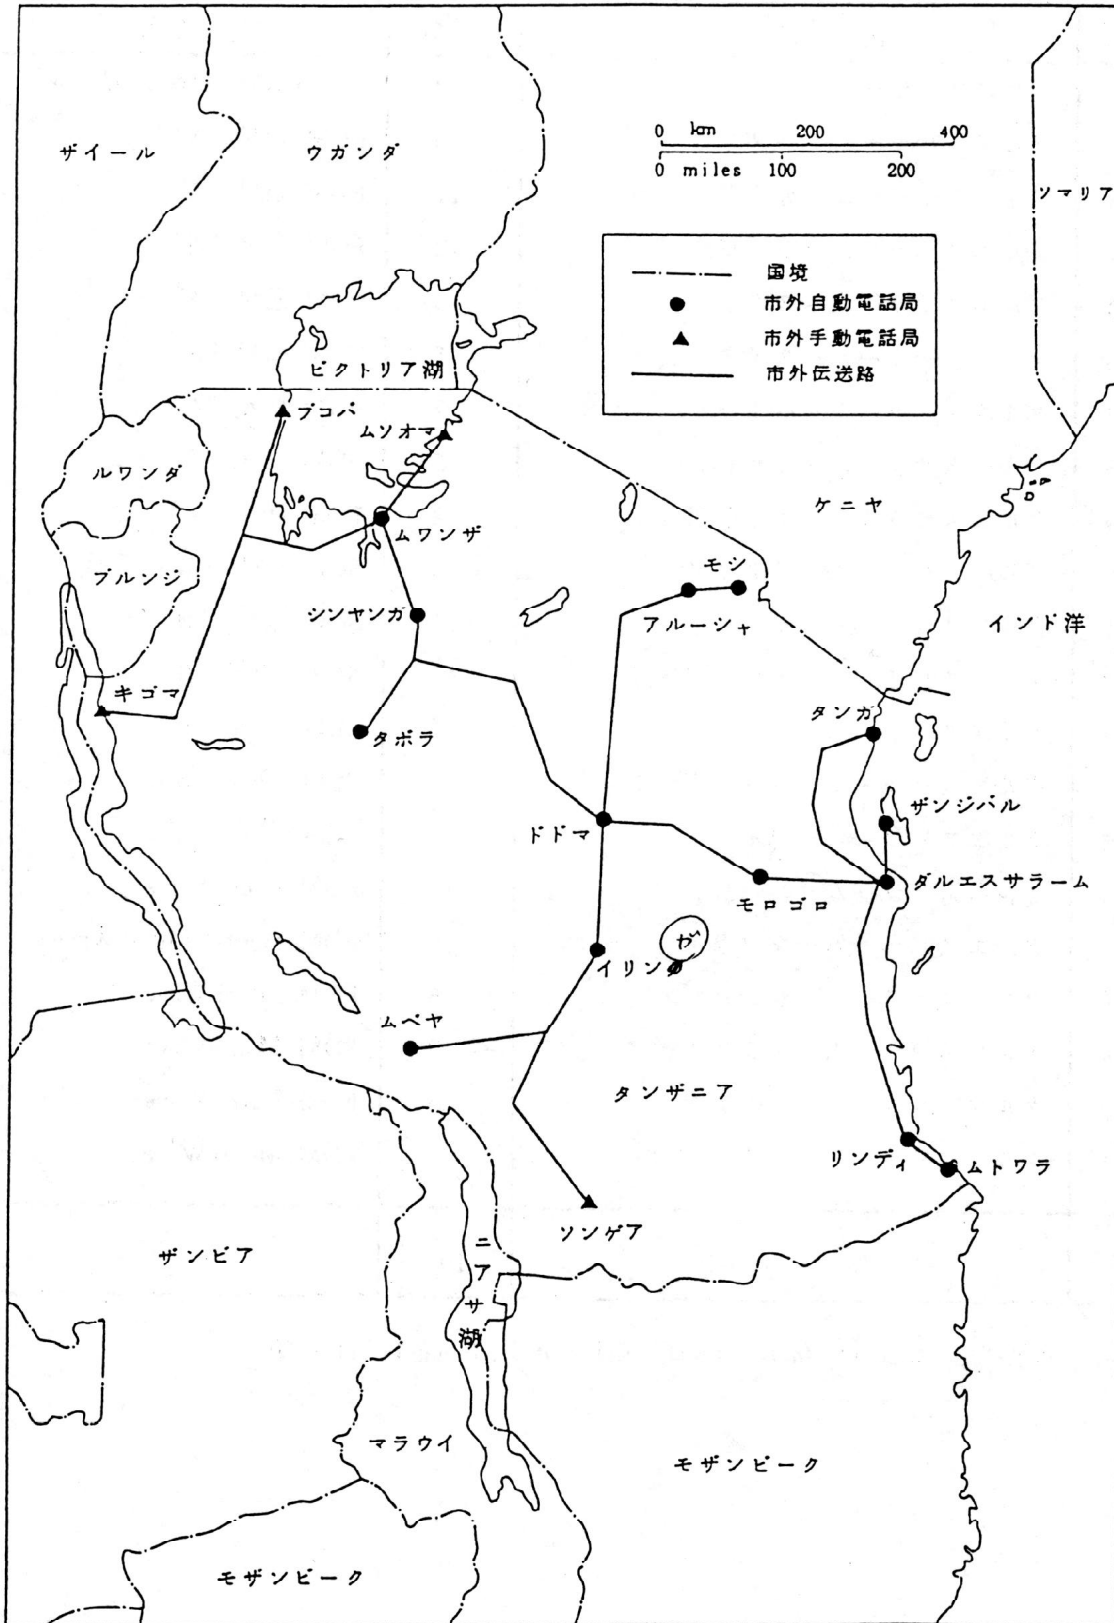 ザイール
ウガンダ
0 km 200 400
0 miles 100 200
ソマリア
国境
市外自動電話局
市外手動電話局
市外伝送路
ビクトリア湖
ブコバ
ムソオマ
ルワンダ
ケニヤ
ムワンザ
モシ
ブルンジ
シンヤンガ
アルーシャ
インド洋
キゴマ
タンガ
タボラ
ザンジバル
ドドマ
ダルエスサラーム
モロゴロ
ガ
イリン
ムベヤ
タンザニア
リンディ
ムトワラ
ソンゲア
ザンビア
ニアサ湖
マラウイ
モザンビーク
モザンビーク